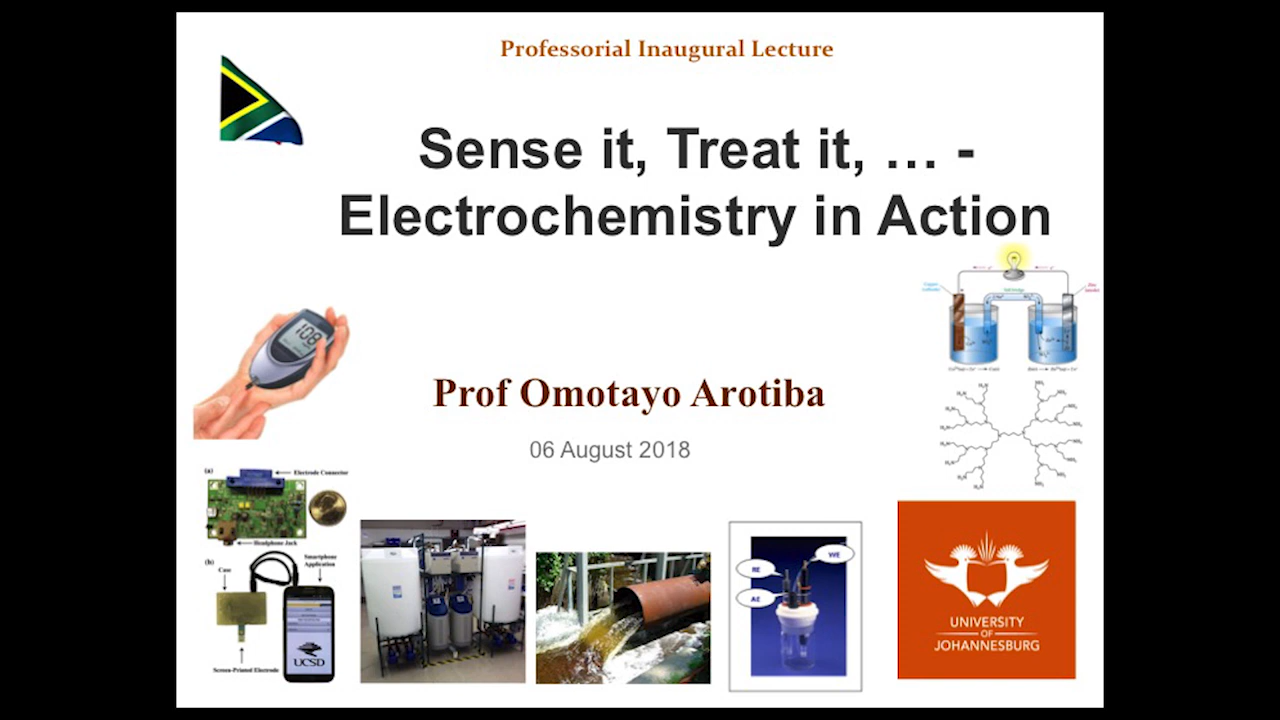 Professorial Inaugural Lecture
Sense it, Treat it, … -
Electrochemistry in Action
Prof Omotayo Arotiba
06 August 2018
108
(a)
Electrode Connector
Headphone Jack
(b)
Case
Smartphone
Application
UCSD
Screen-Printed Electrode
RE
WE
AE
UNIVERSITY
OF
JOHANNESBURG